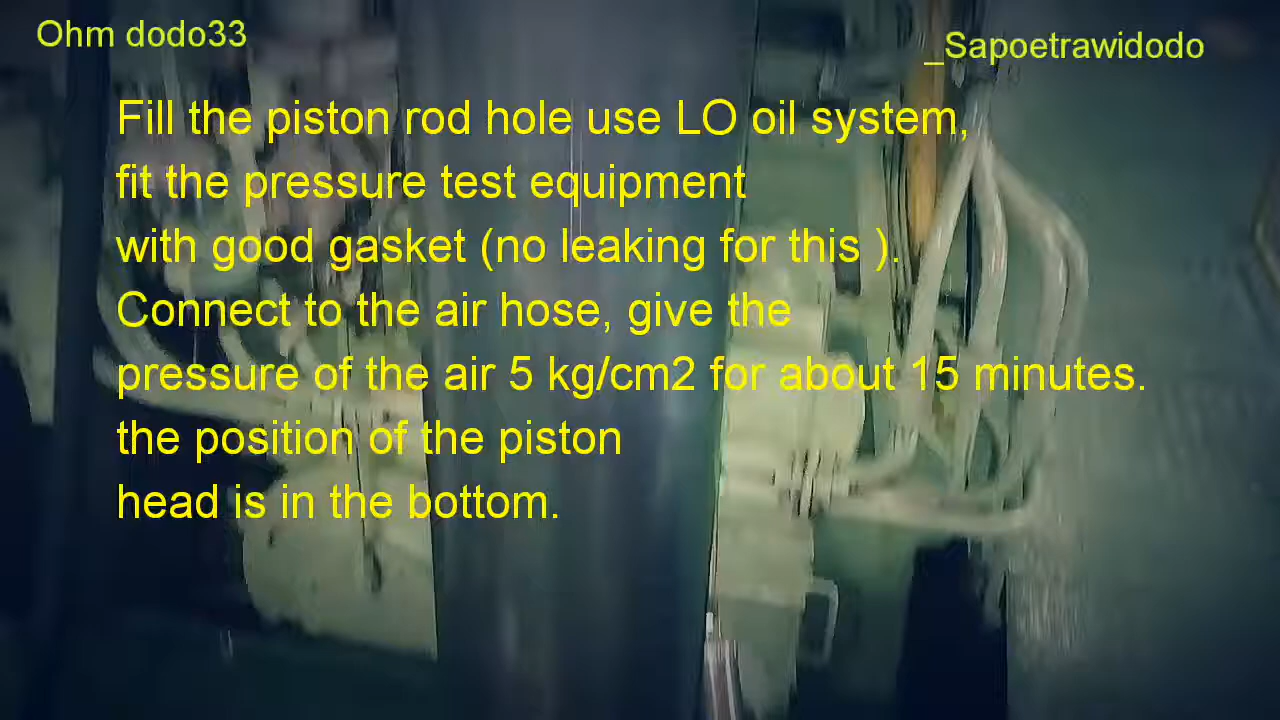 Ohm dodo33
_Sapoetrawidodo
Fill the piston rod hole use LO oil system,
fit the pressure test equipment
with good gasket (no leaking for this ).
Connect to the air hose, give the
pressure of the air 5 kg/cm2 for about 15 minutes.
the position of the piston
head is in the bottom.